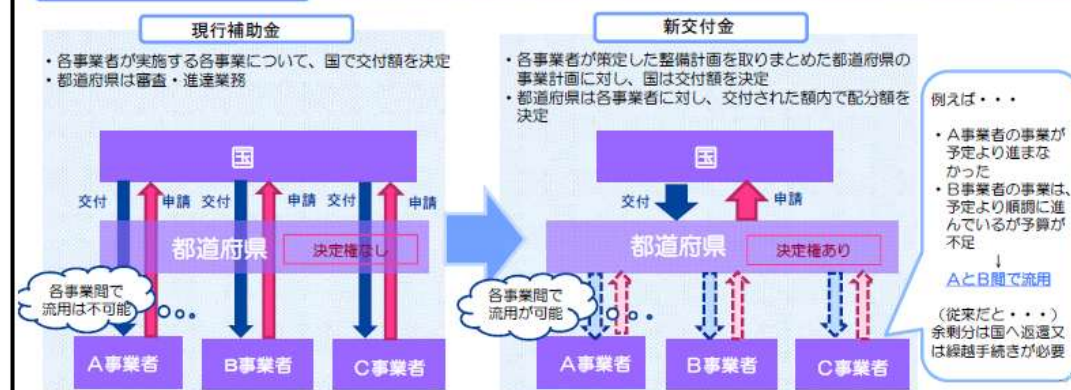 現行補助金
・各事業者が実施する各事業について、国で交付額を決定
・都道府県は審査・進達業務
国
交付
申請
交付
申請
交付
申請
都道府県
決定権なし
各事業間で
流用は不可能
A事業者
B事業者
C事業者
新交付金
・各事業者が策定した整備計画を取りまとめた都道府県の
事業計画に対し、国は交付額を決定
・都道府県は各事業者に対し、交付された額内で配分額を
決定
国
交付
申請
都道府県
決定権あり
各事業間で
流用が可能
A事業者
B事業者
C事業者
例えば・・・
・A事業者の事業が
予定より進まな
かった
・B事業者の事業は、
予定より順調に進
んでいるが予算が
不足
↓
AとB間で流用
（従来だと・・・）
余剰分は国へ返還又
は繰越手続きが必要